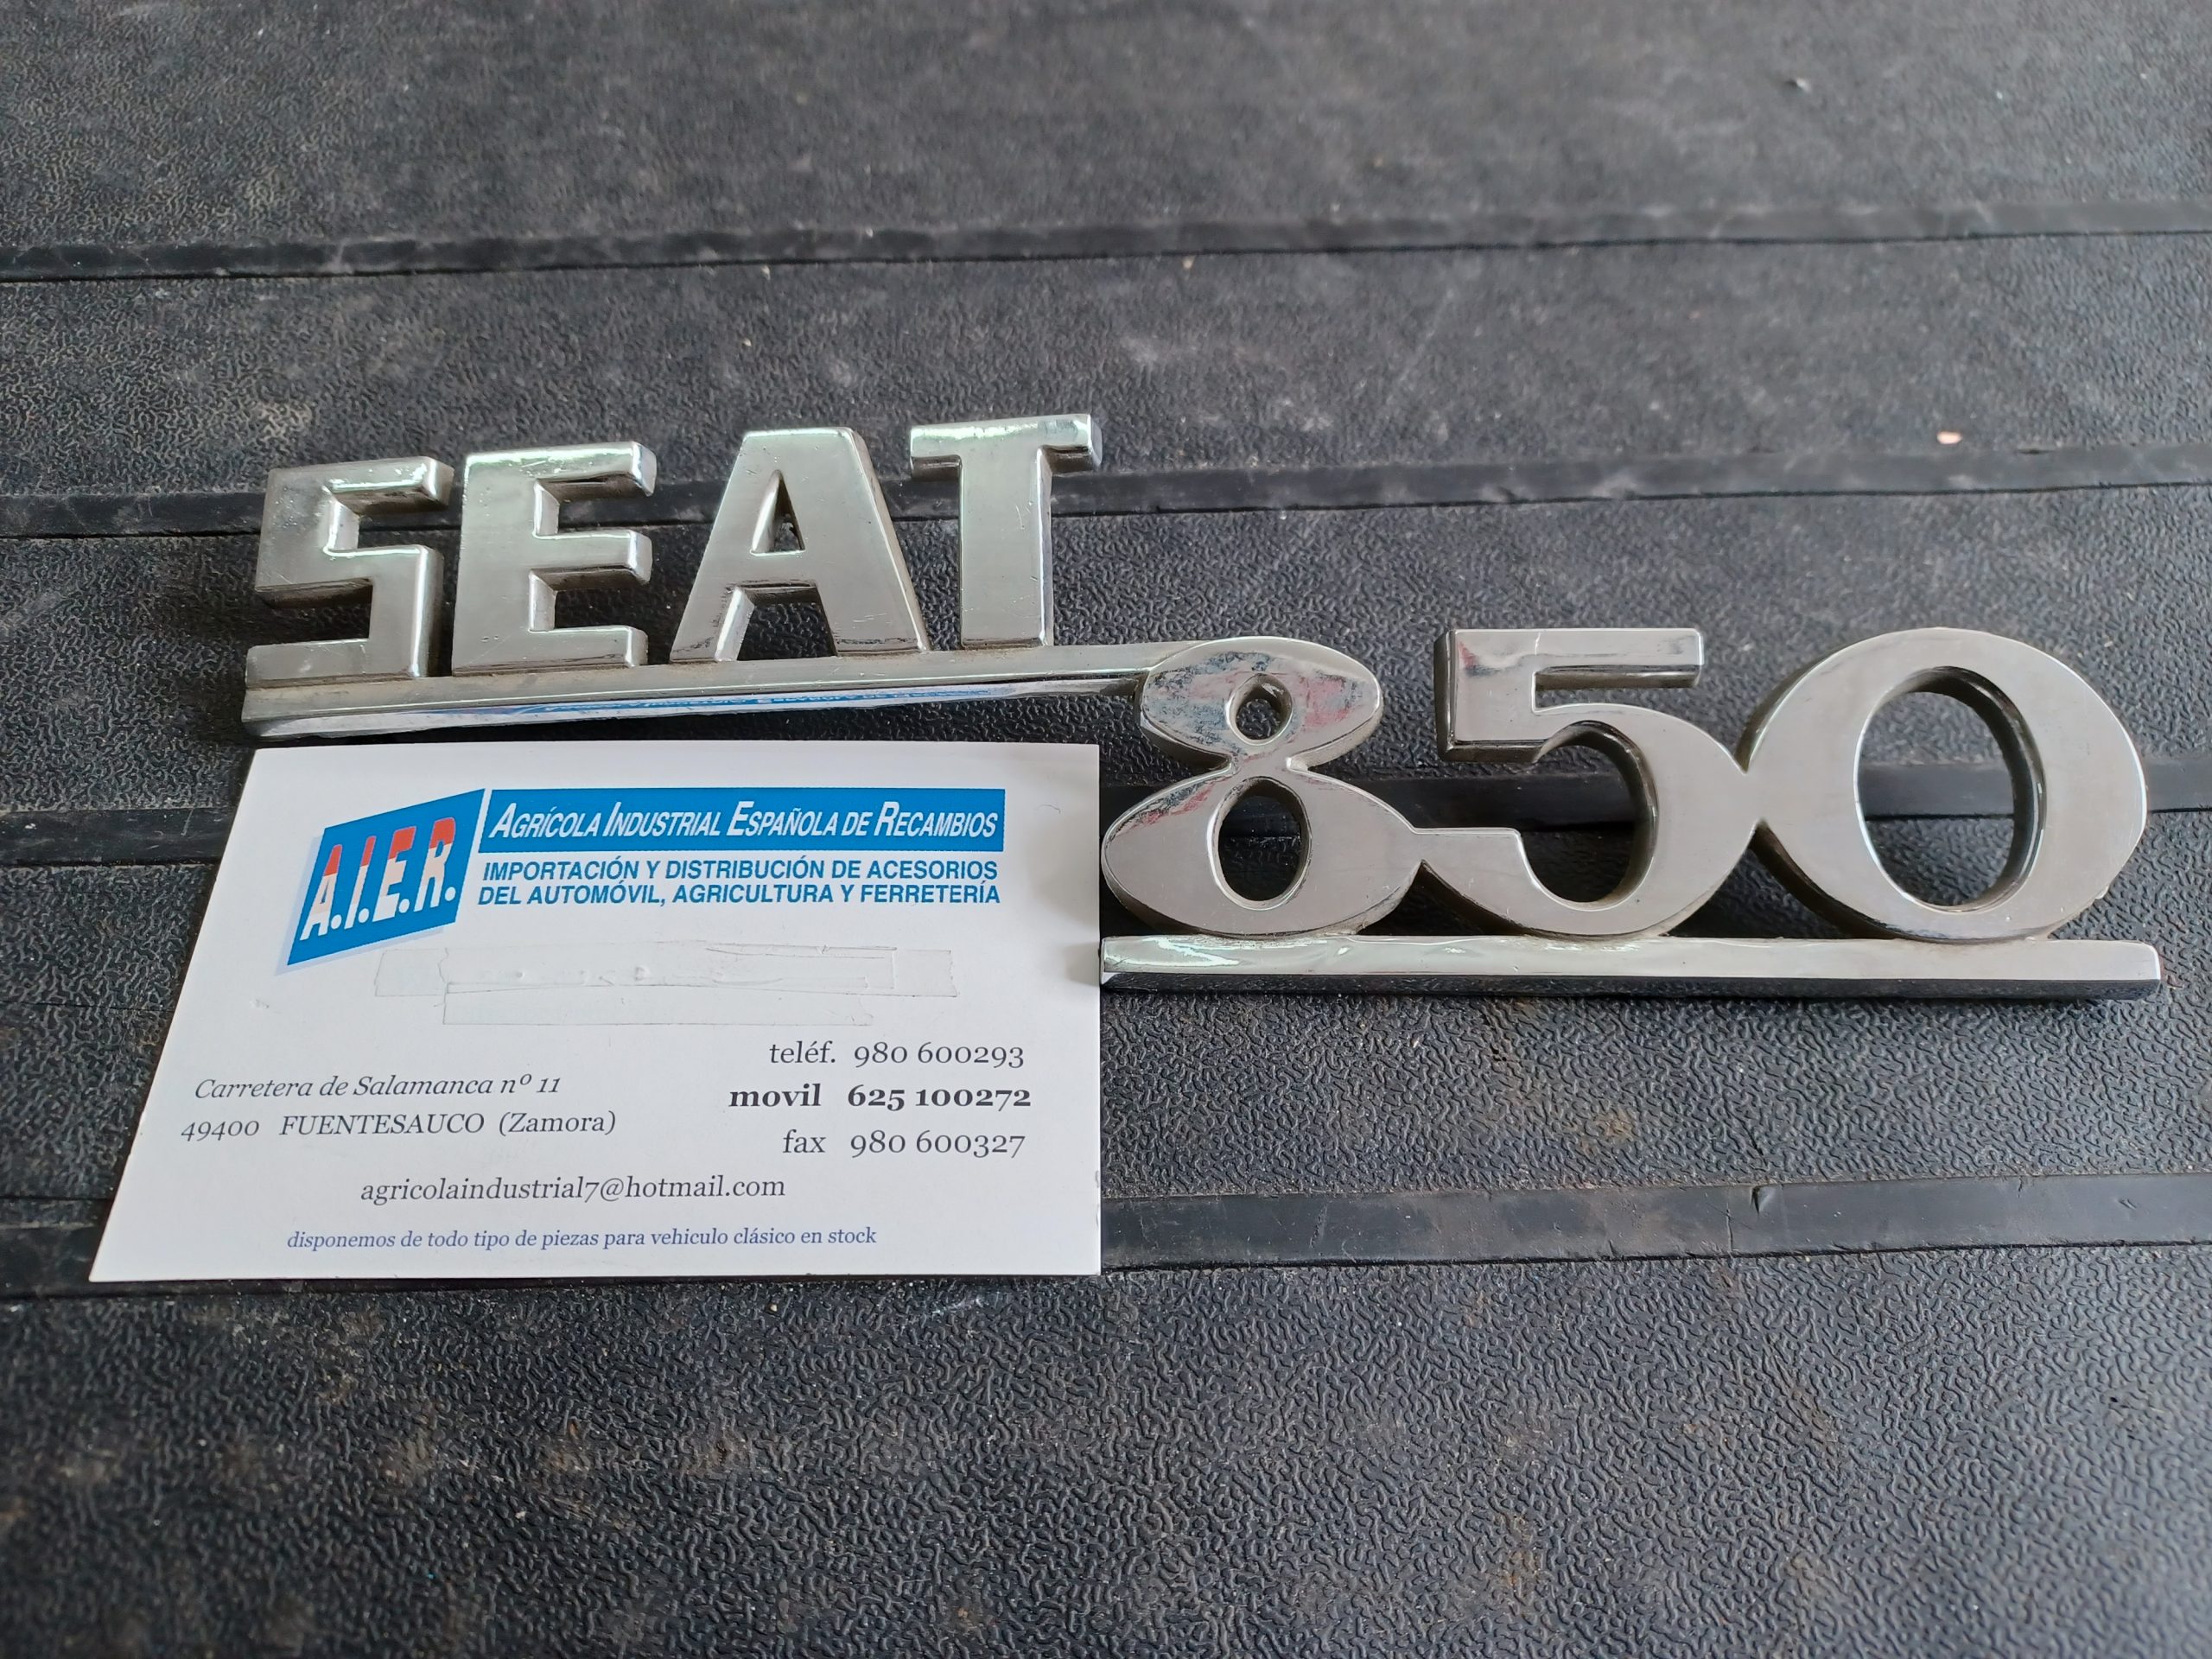 SEAT
850
A.I.E.R.
AGRÍCOLA INDUSTRIAL ESPAÑOLA DE RECAMBIOS
IMPORTACIÓN Y DISTRIBUCIÓN DE ACESORIOS
DEL AUTOMÓVIL, AGRICULTURA Y FERRETERÍA
teléf. 980 600293
Carretera de Salamanca nº 11
movil 625 100272
49400 FUENTESAUCO (Zamora)
fax 980 600327
agricolaindustrial7@hotmail.com
disponemos de todo tipo de piezas para vehiculo clásico en stock